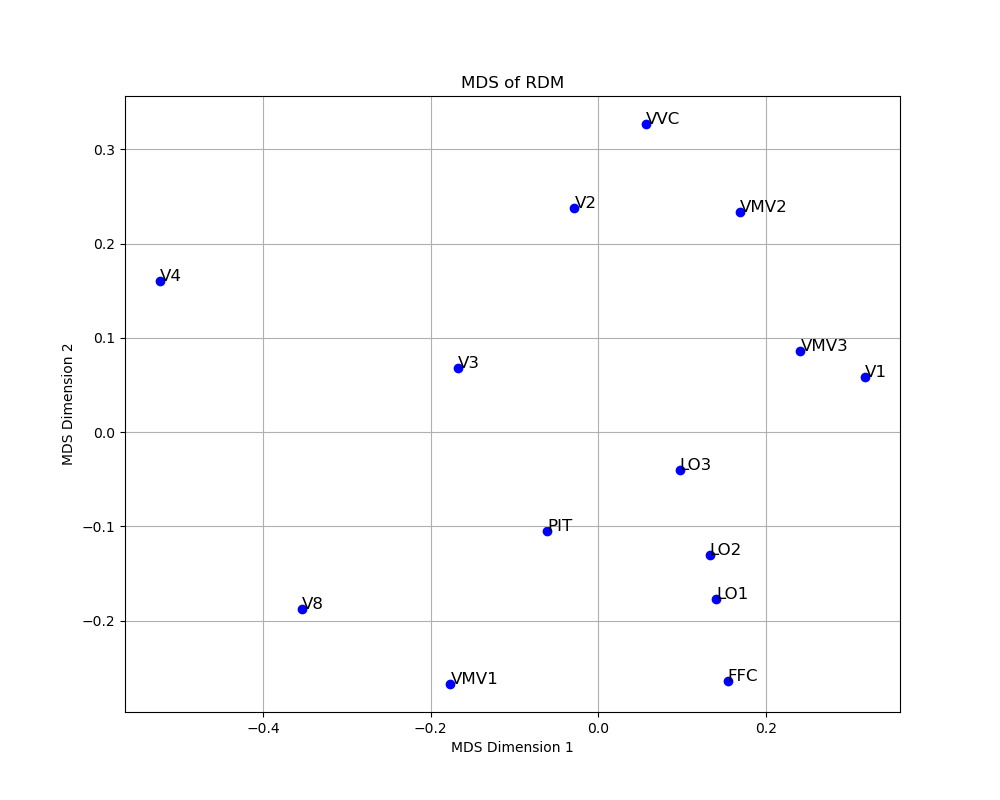 MDS of RDM
VVC
V2
VMV2
V4
VMV3
V3
V1
LO3
PIT
LO2
LO1
V8
FFC
VMV1
0.3
0.2
0.1
0.0
−0.1
−0.2
MDS Dimension 2
−0.4
−0.2
0.0
0.2
MDS Dimension 1